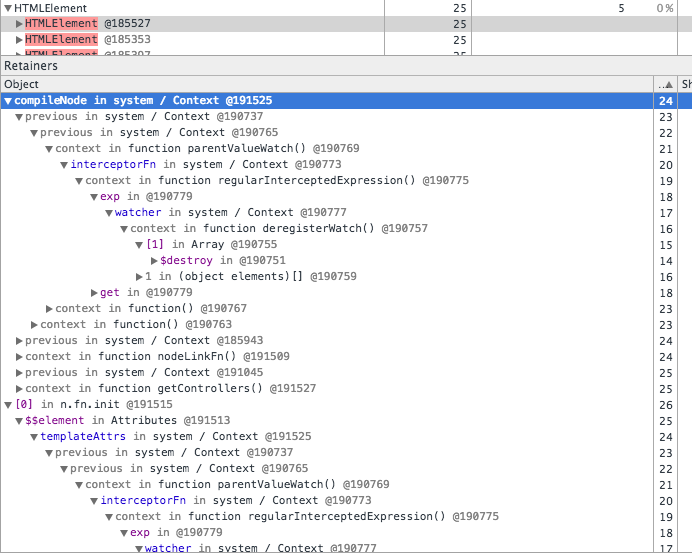 HTMLElement 25 5 0 %
HTMLElement @185527 25
HTMLElement @185353 25
HTMLElement @185397 25
Retainers
Object ..▲ Sh
compileNode in system / Context @191525 24
previous in system / Context @190737 23
previous in system / Context @190765 22
context in function parentValueWatch() @190769 21
interceptorFn in system / Context @190773 20
context in function regularInterceptedExpression() @190775 19
exp in @190779 18
watcher in system / Context @190777 17
context in function deregisterWatch() @190757 16
[1] in Array @190755 15
$destroy in @190751 14
1 in (object elements)[] @190759 16
get in @190779 18
context in function() @190767 23
context in function() @190763 23
previous in system / Context @185943 24
context in function nodeLinkFn() @191509 24
previous in system / Context @191045 25
context in function getControllers() @191527 25
[0] in n.fn.init @191515 26
$$element in Attributes @191513 25
templateAttrs in system / Context @191525 24
previous in system / Context @190737 23
previous in system / Context @190765 22
context in function parentValueWatch() @190769 21
interceptorFn in system / Context @190773 20
context in function regularInterceptedExpression() @190775 19
exp in @190779 18
watcher in system / Context @190777 17